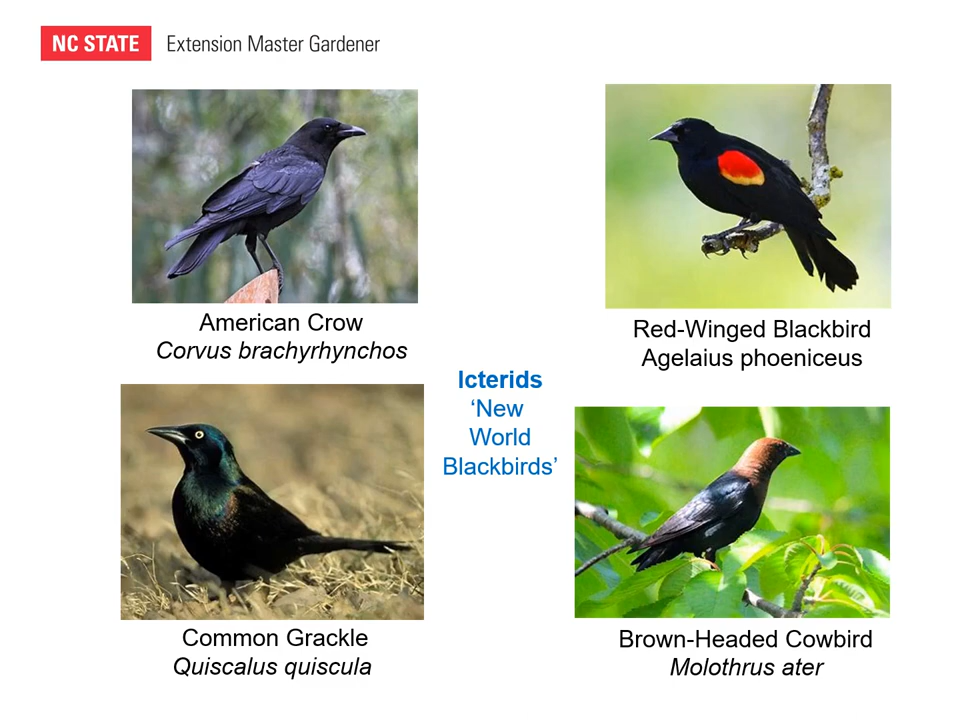 NC STATE Extension Master Gardener
American Crow
Corvus brachyrhynchos
Red-Winged Blackbird
Agelaius phoeniceus
Icterids
‘New
World
Blackbirds’
Common Grackle
Quiscalus quiscula
Brown-Headed Cowbird
Molothrus ater